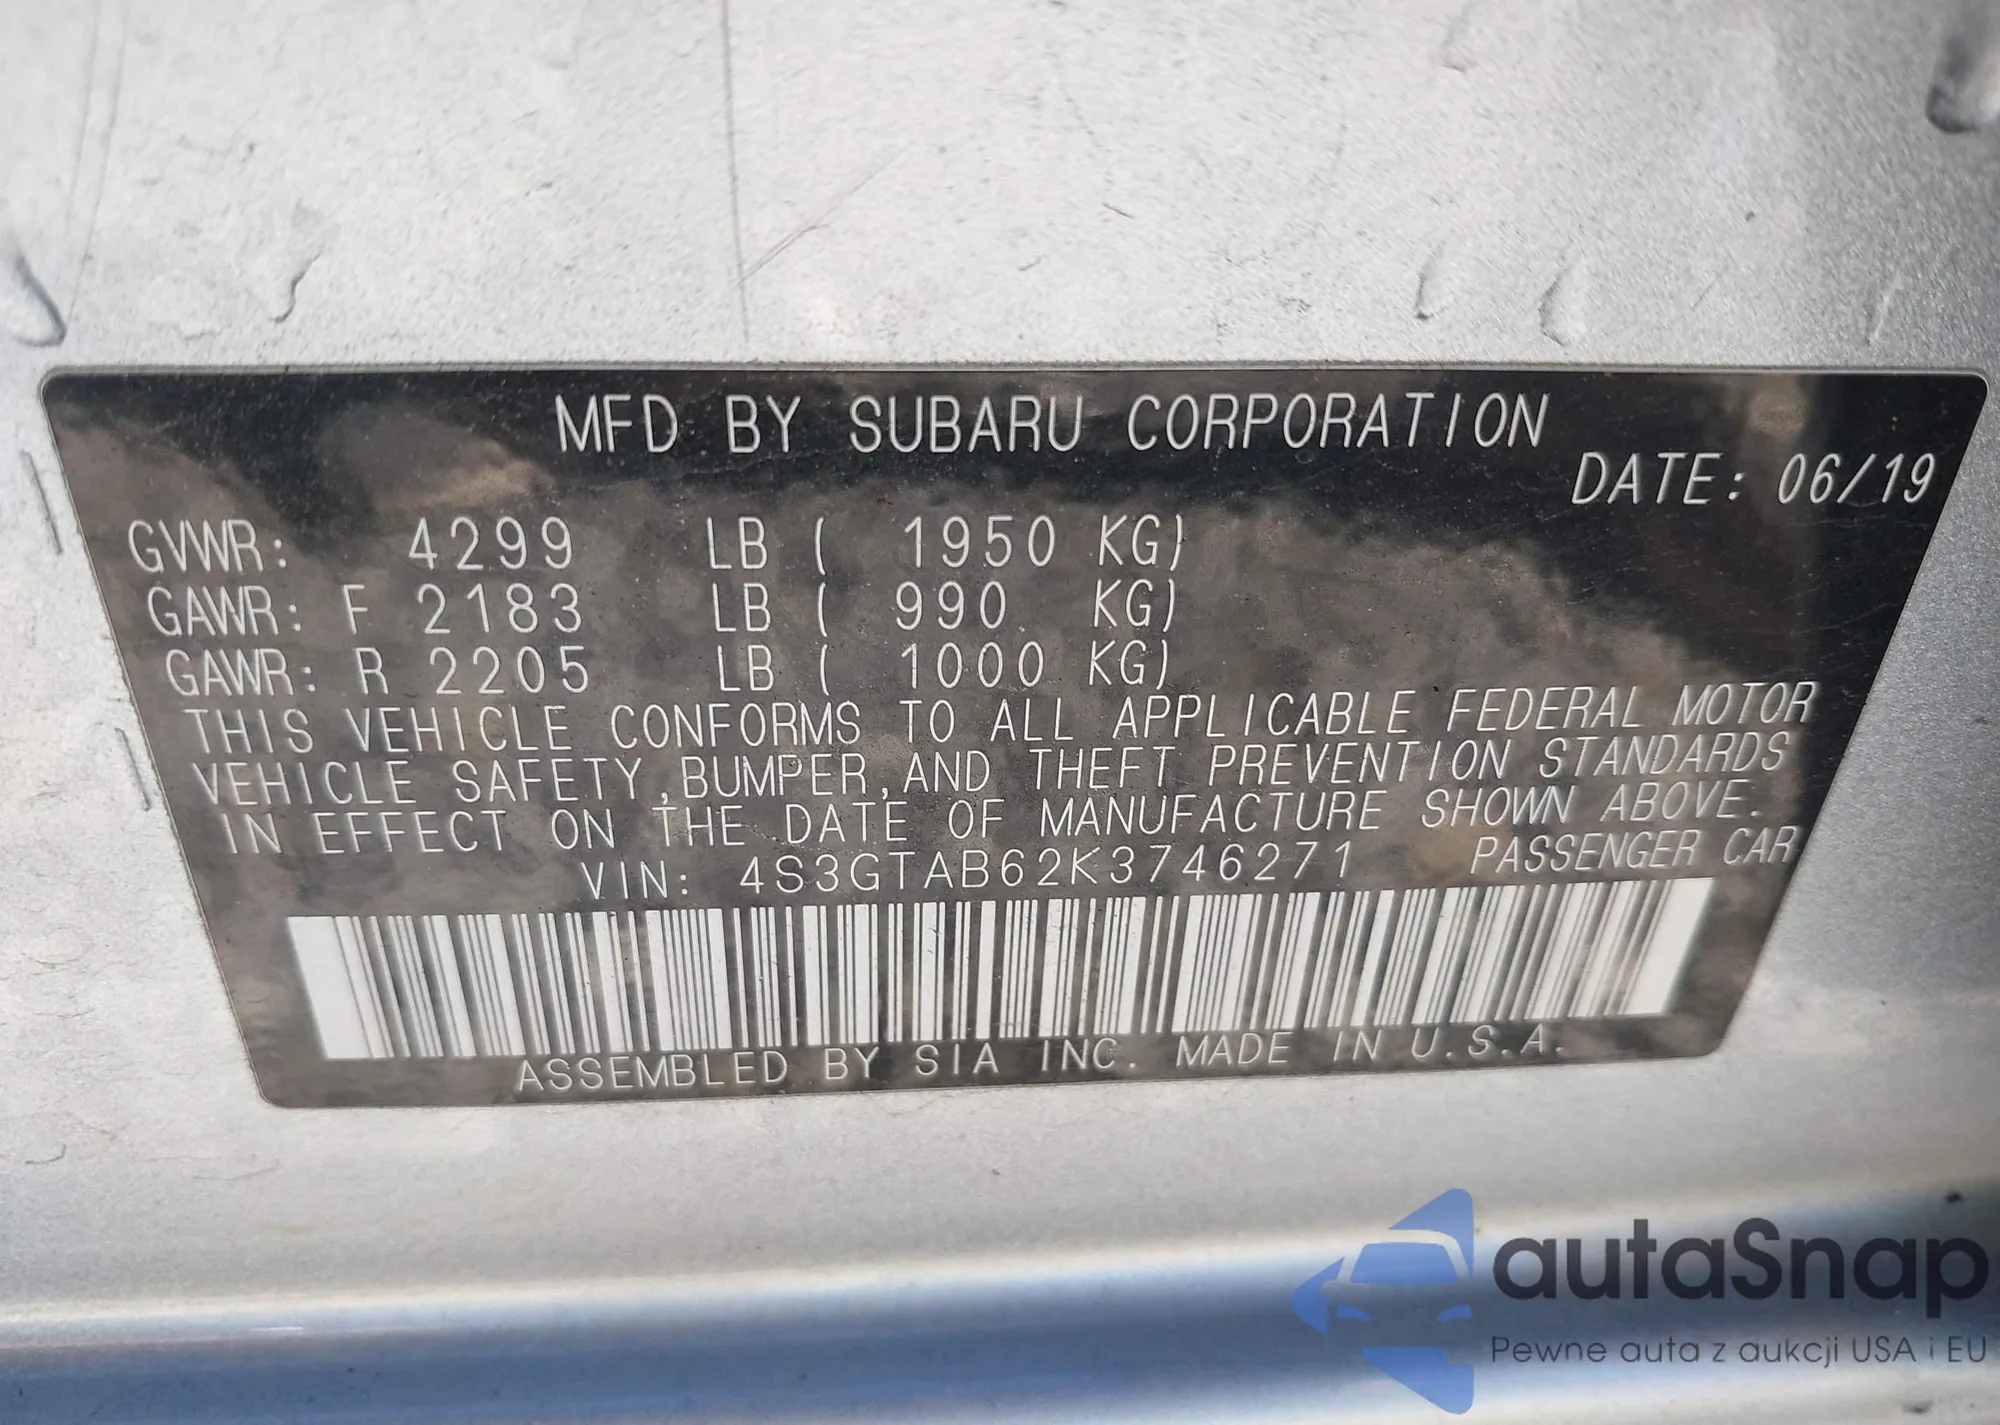 MFD BY SUBARU CORPORATION
DATE: 06/19
GVWR: 4299 LB ( 1950 KG)
GAWR: F 2183 LB ( 990 KG)
GAWR: R 2205 LB ( 1000 KG)
THIS VEHICLE CONFORMS TO ALL APPLICABLE FEDERAL MOTOR
VEHICLE SAFETY,BUMPER,AND THEFT PREVENTION STANDARDS
IN EFFECT ON THE DATE OF MANUFACTURE SHOWN ABOVE.
VIN: 4S3GTAB62K3746271 PASSENGER CAR
ASSEMBLED BY SIA INC. MADE IN U.S.A.
autaSnap
Pewne auta z aukcji USA i EU